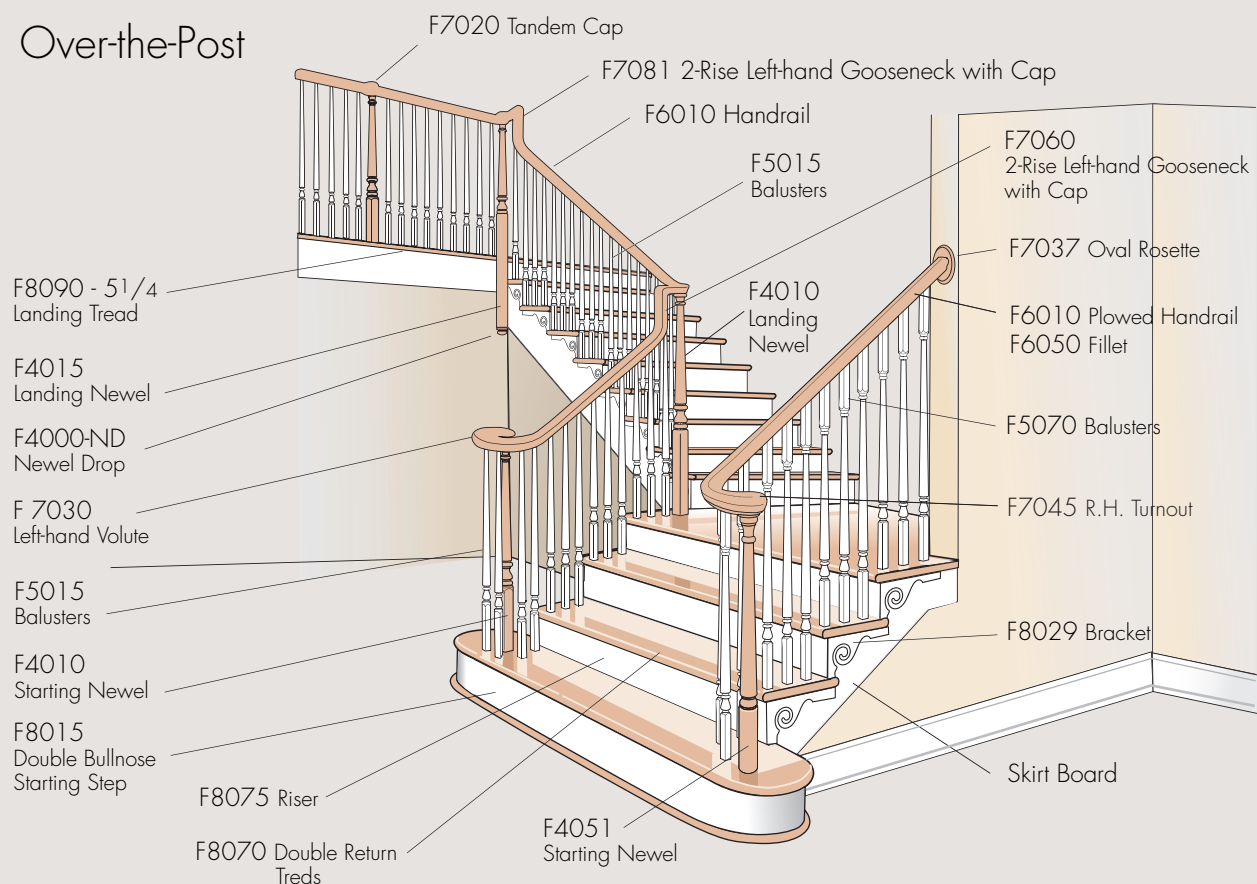 Over-the-Post
F7020 Tandem Cap
F7081 2-Rise Left-hand Gooseneck with Cap
F6010 Handrail
F5015
Balusters
F7060
2-Rise Left-hand Gooseneck
with Cap
F7037 Oval Rosette
F8090 - 51/4
Landing Tread
F4010
Landing
Newel
F6010 Plowed Handrail
F6050 Fillet
F4015
Landing Newel
F5070 Balusters
F4000-ND
Newel Drop
F 7030
Left-hand Volute
F7045 R.H. Turnout
F5015
Balusters
F8029 Bracket
F4010
Starting Newel
F8015
Double Bullnose
Starting Step
Skirt Board
F8075 Riser
F4051
Starting Newel
F8070 Double Return
Treds